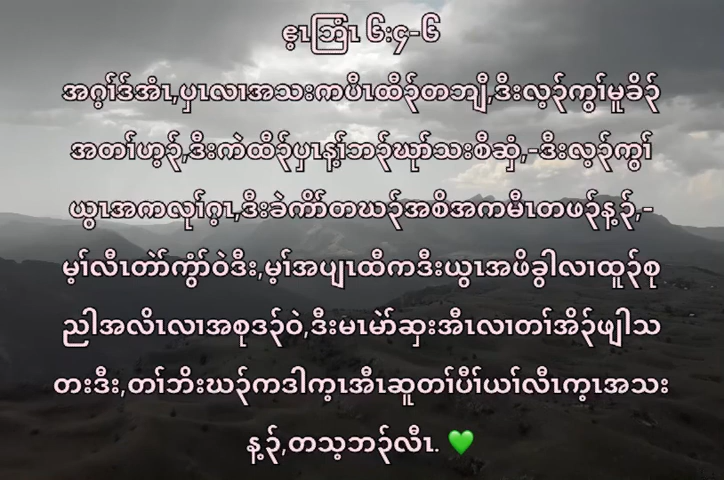 ဧ့ၤဘြံၤ ၆း၄-၆
အဂ့ၢ်ဒ်အံၤ,ပှၤလၢအသးကပီၤထီၣ်တဘျီ,ဒီးလ့ၣ်ကွၢ်မူခိၣ်
အတၢ်ဟ့ၣ်,ဒီးကဲထီၣ်ပှၤန့ၢ်ဘၣ်ဃုာ်သးစီဆှံ,-ဒီးလ့ၣ်ကွၢ်
ယွၤအကလုၢ်ဂ့ၤ,ဒီးခဲကိာ်တဃၣ်အစိအကမီၤတဖၣ်န့ၣ်,-
မ့ၢ်လီၤတဲာ်ကွံာ်ဝဲဒီး,မ့ၢ်အပျၤထီကဒီးယွၤအဖိခွါလၢထူၣ်စု
ညါအလိၤလၢအစုဒၣ်ဝဲ,ဒီးမၤမဲာ်ဆှးအီၤလၢတၢ်အိၣ်ဖျါသ
တးဒီး,တၢ်ဘိးဃၣ်ကဒါက့ၤအီၤဆူတၢ်ပီၢ်ယၢ်လီၤက့ၤအသး
န့ၣ်,တသ့ဘၣ်လီၤ. 💚